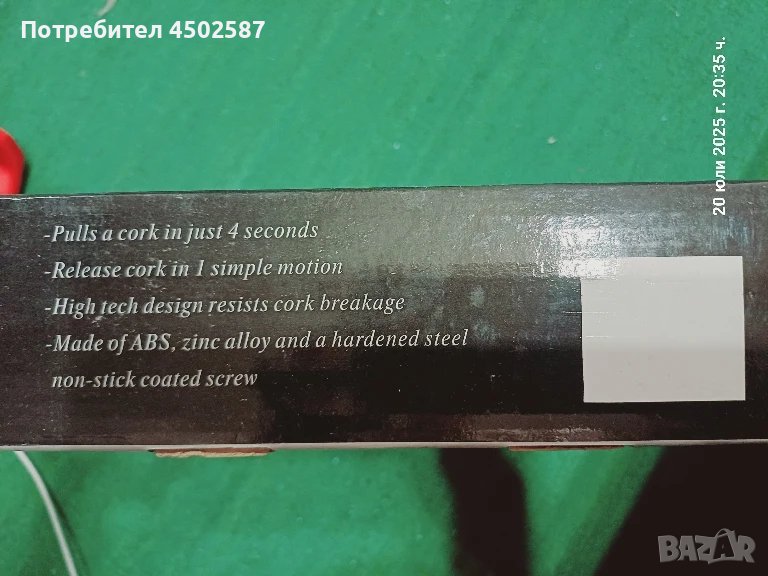 Потребител 4502587
20 юли 2025 г. 20:35 ч.
-Pulls a cork in just 4 seconds
-Release cork in 1 simple motion
-High tech design resists cork breakage
-Made of ABS, zinc alloy and a hardened steel
non-stick coated screw
BAZAR